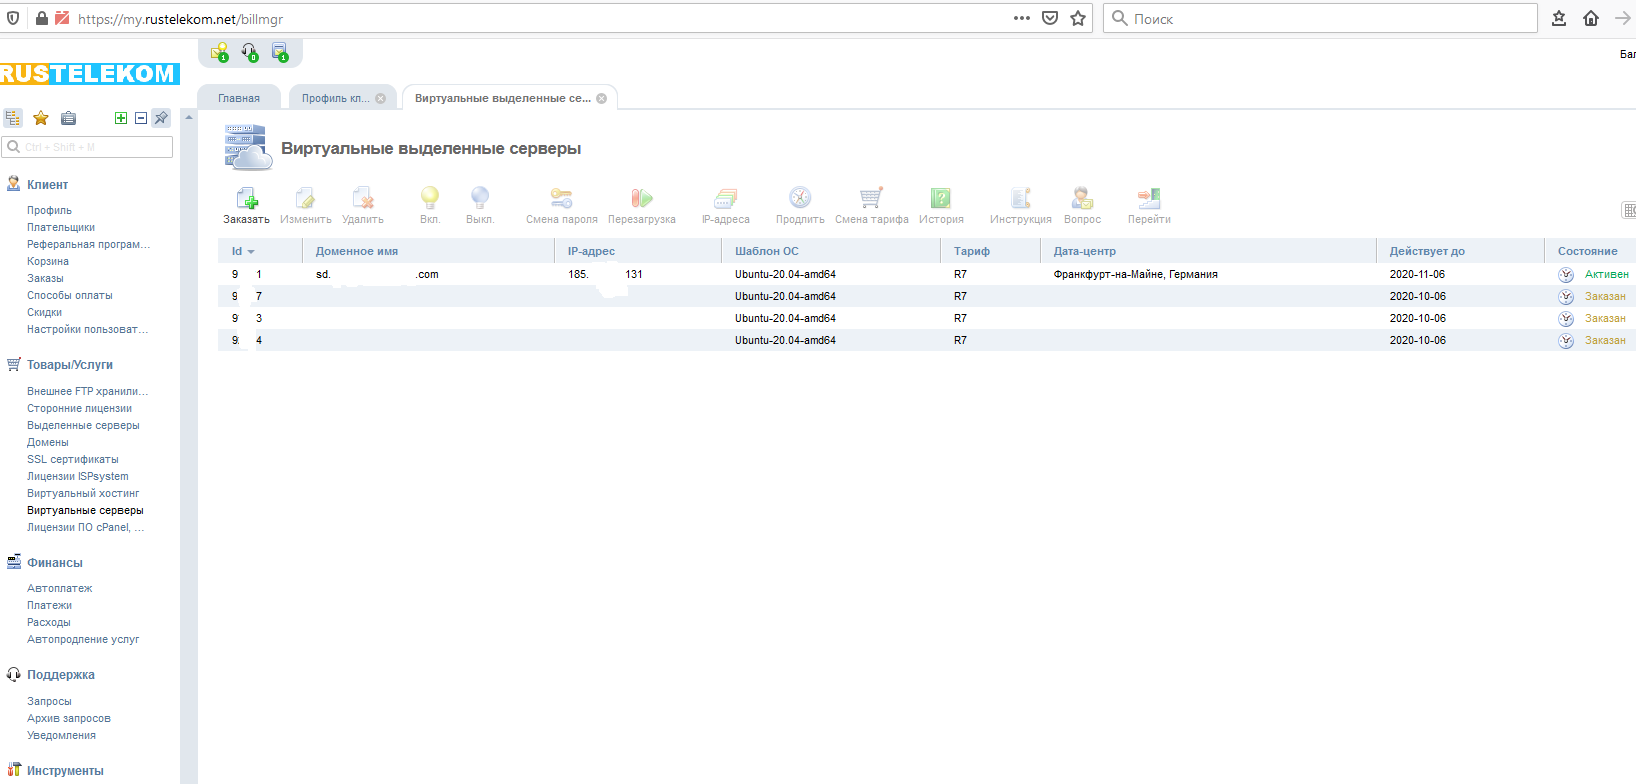 https://my.rustelekom.net/billmgr
Поиск
1 0 1
Бал
RUSTELEKOM
Главная
Профиль кл...
Виртуальные выделенные се...
Ctrl + Shift + M
Виртуальные выделенные серверы
Заказать Изменить Удалить Вкл. Выкл. Смена пароля Перезагрузка IP-адреса Продлить Смена тарифа История Инструкция Вопрос Перейти
Id Доменное имя IP-адрес Шаблон ОС Тариф Дата-центр Действует до Состояние
9 1 sd. .com 185. 131 Ubuntu-20.04-amd64 R7 Франкфурт-на-Майне, Германия 2020-11-06 Активен
9 7 Ubuntu-20.04-amd64 R7 2020-10-06 Заказан
9 3 Ubuntu-20.04-amd64 R7 2020-10-06 Заказан
9 4 Ubuntu-20.04-amd64 R7 2020-10-06 Заказан
Клиент
Профиль
Плательщики
Реферальная програм...
Корзина
Заказы
Способы оплаты
Скидки
Настройки пользоват...
Товары/Услуги
Внешнее FTP хранили...
Сторонние лицензии
Выделенные серверы
Домены
SSL сертификаты
Лицензии ISPsystem
Виртуальный хостинг
Виртуальные серверы
Лицензии ПО cPanel, ...
Финансы
Автоплатеж
Платежи
Расходы
Автопродление услуг
Поддержка
Запросы
Архив запросов
Уведомления
Инструменты